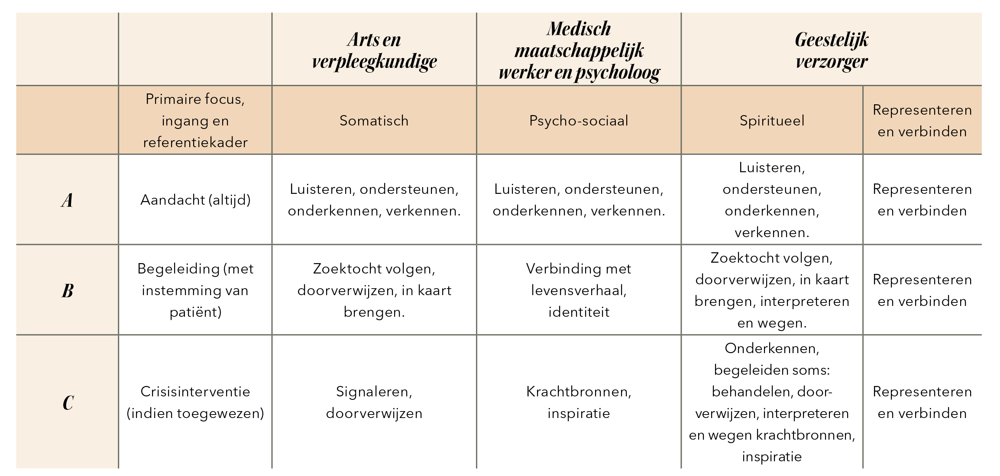 Arts en
verpleegkundige
Medisch
maatschappelijk
werker en psycholoog
Geestelijk
verzorger
Primaire focus,
ingang en
referentiekader
Somatisch
Psycho-sociaal
Spiritueel
Representeren
en verbinden
A
Aandacht (altijd)
Luisteren, ondersteunen,
onderkennen, verkennen.
Luisteren, ondersteunen,
onderkennen, verkennen.
Luisteren,
ondersteunen,
onderkennen,
verkennen.
Representeren
en verbinden
B
Begeleiding (met
instemming van
patiënt)
Zoektocht volgen,
doorverwijzen, in kaart
brengen.
Verbinding met
levensverhaal,
identiteit
Zoektocht volgen,
doorverwijzen, in kaart
brengen, interpreteren
en wegen.
Representeren
en verbinden
C
Crisisinterventie
(indien toegewezen)
Signaleren,
doorverwijzen
Krachtbronnen,
inspiratie
Onderkennen,
begeleiden soms:
behandelen, door-
verwijzen, interpreteren
en wegen krachtbronnen,
inspiratie
Representeren
en verbinden